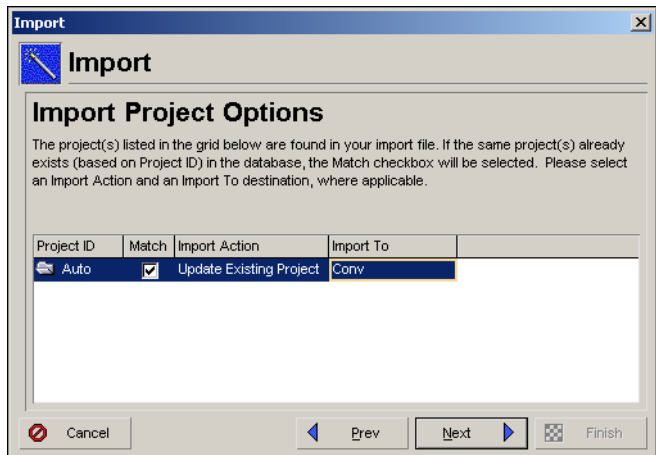 Import
Import
Import Project Options
The project(s) listed in the grid below are found in your import file. If the same project(s) already
exists (based on Project ID) in the database, the Match checkbox will be selected.  Please select
an Import Action and an Import To destination, where applicable.
Project ID Match Import Action Import To
Auto Update Existing Project Conv
Cancel Prev Next Finish